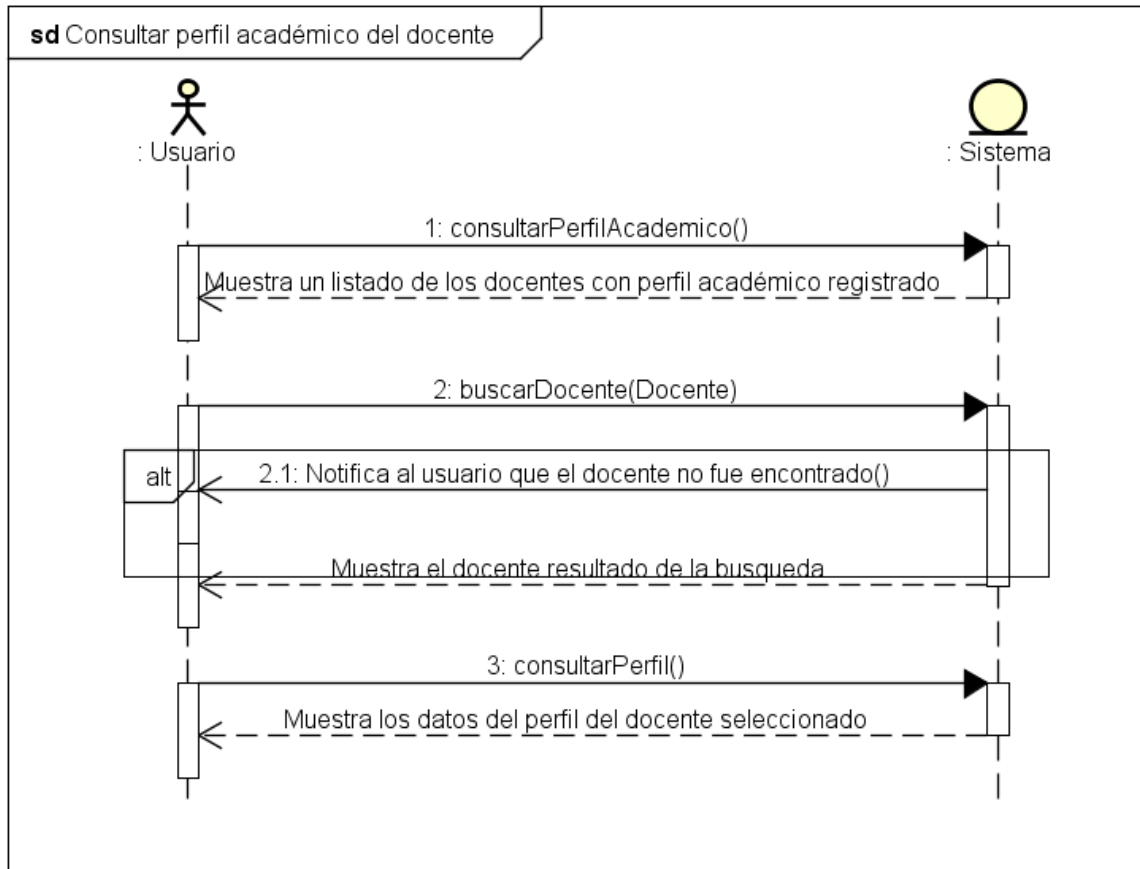 sd Consultar perfil académico del docente
: Usuario
: Sistema
1: consultarPerfilAcademico()
Muestra un listado de los docentes con perfil académico registrado
2: buscarDocente(Docente)
alt
2.1: Notifica al usuario que el docente no fue encontrado()
Muestra el docente resultado de la busqueda
3: consultarPerfil()
Muestra los datos del perfil del docente seleccionado